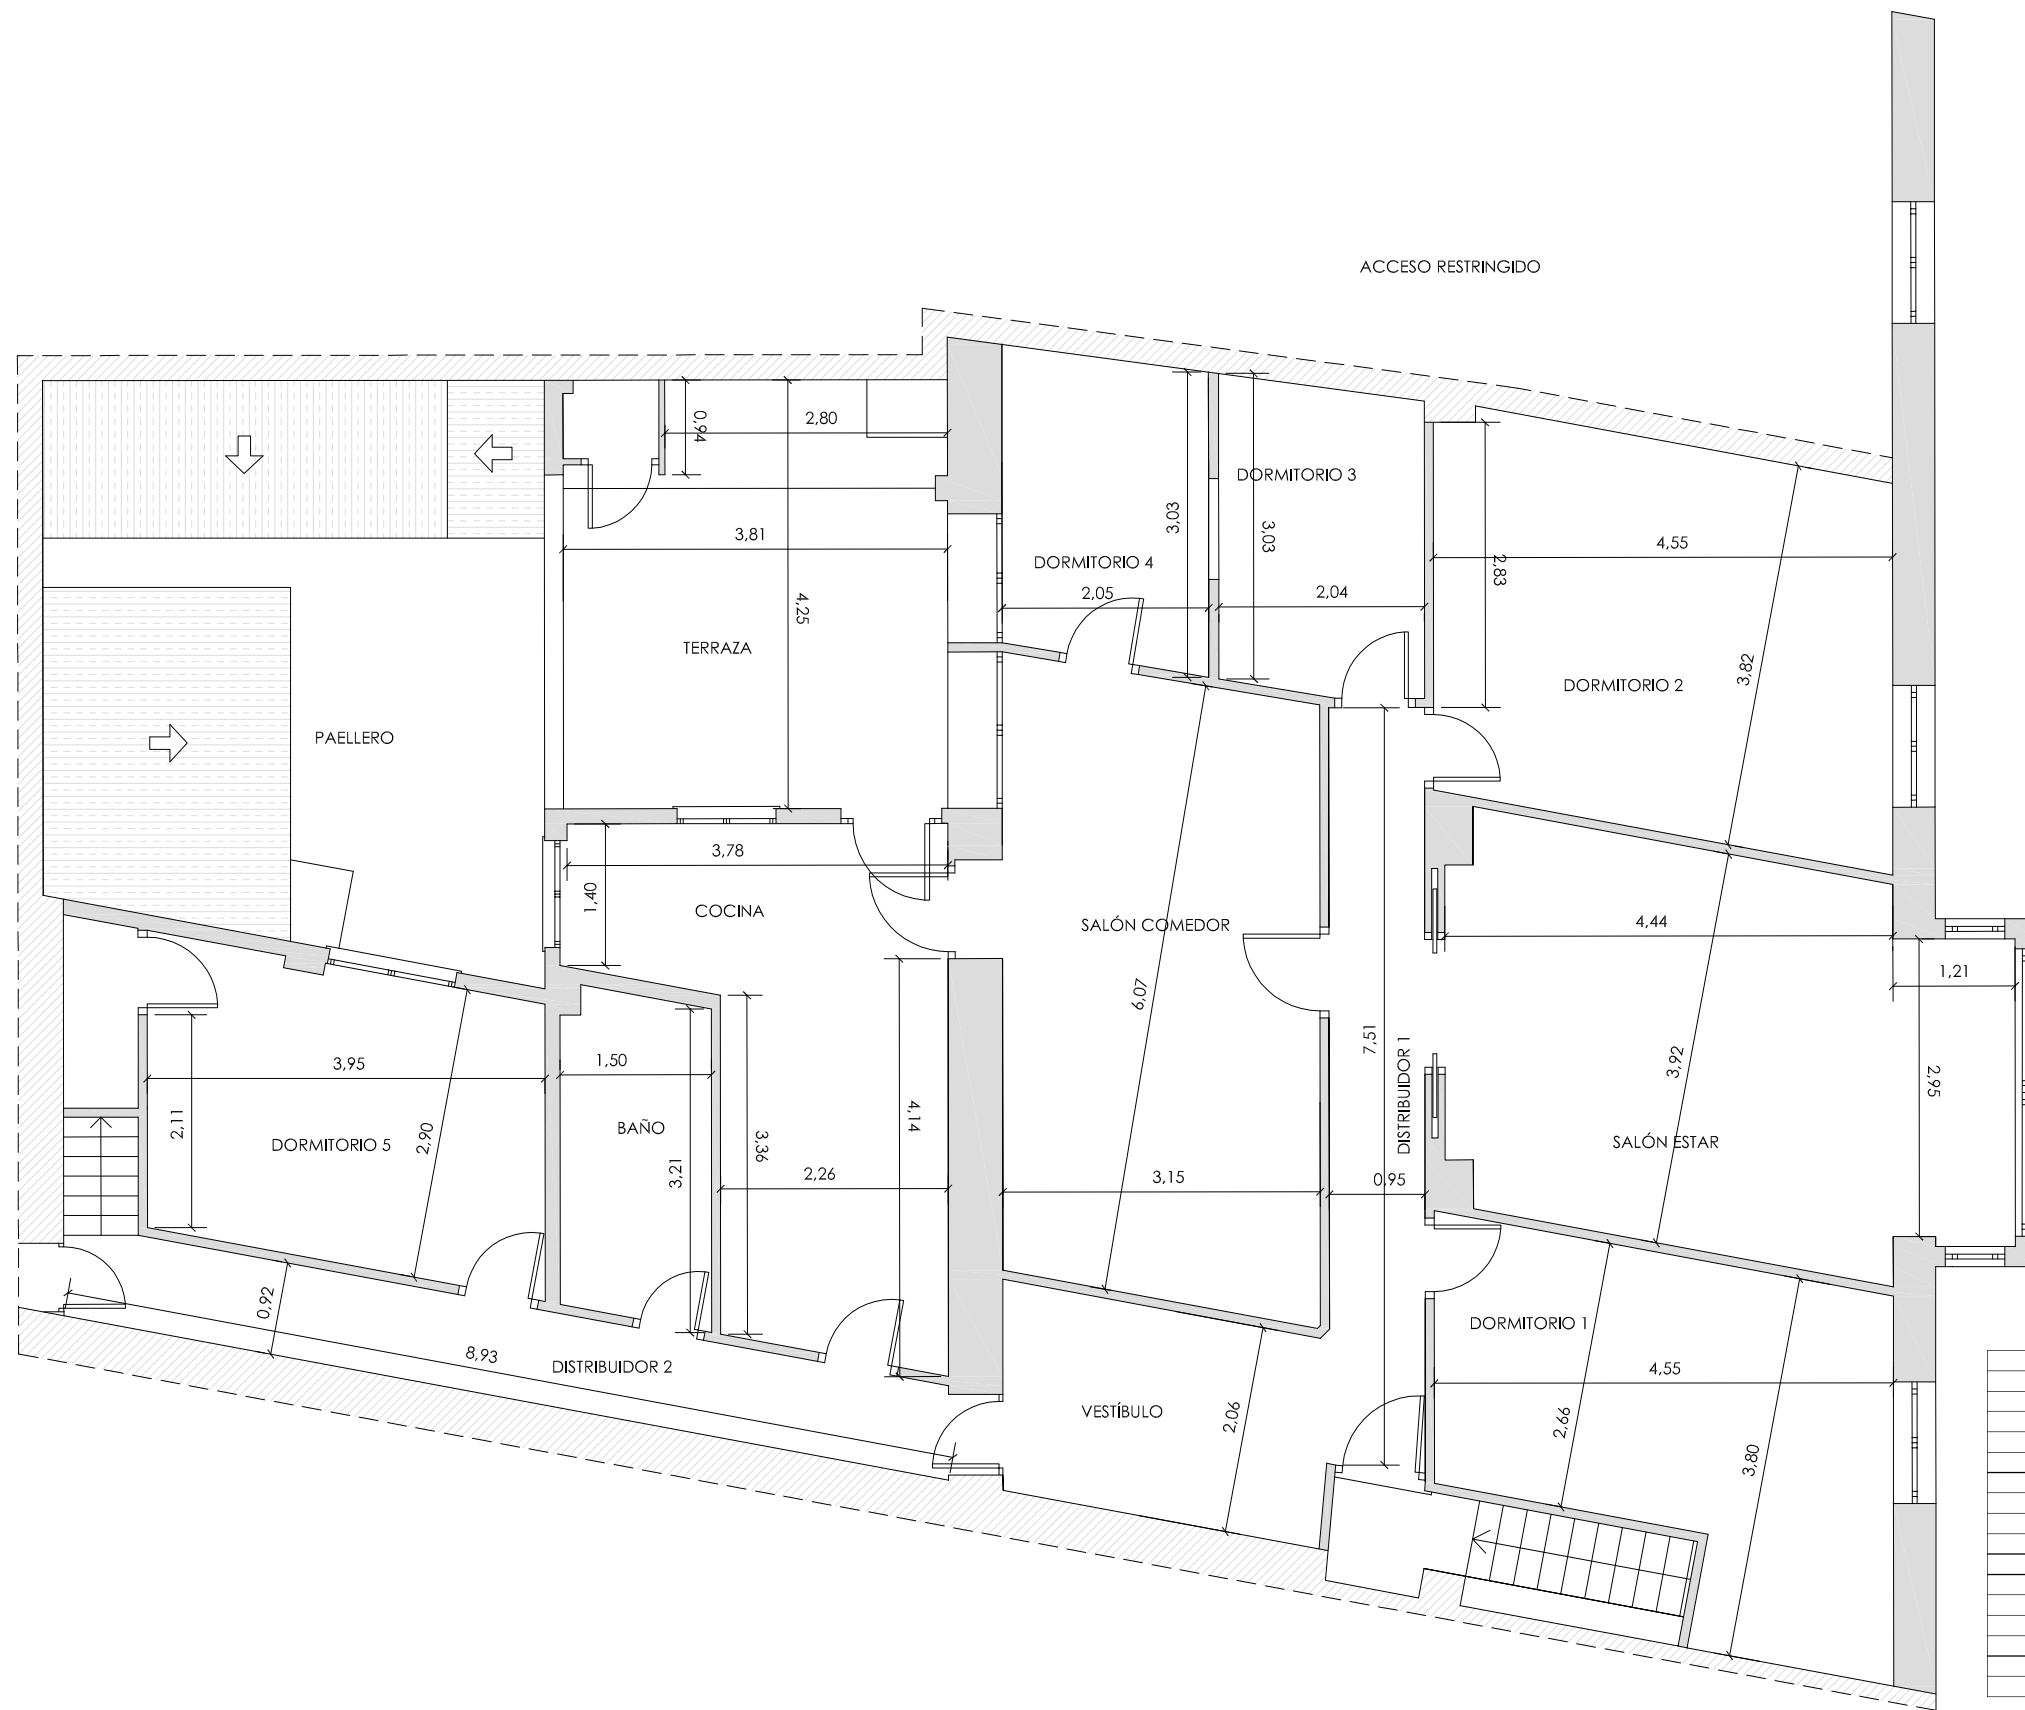 ACCESO RESTRINGIDO
0,94
2,80
DORMITORIO 3
3,03
3,03
3,81
4,55
2,83
DORMITORIO 4
2,05
2,04
4,25
TERRAZA
3,82
DORMITORIO 2
PAELLERO
3,78
1,40
COCINA
SALÓN COMEDOR
4,44
1,21
6,07
7,51
DISTRIBUIDOR 1
3,92
2,95
3,95
1,50
2,11
DORMITORIO 5
2,90
BAÑO
3,21
3,36
4,14
SALÓN ESTAR
2,26
3,15
0,95
0,92
8,93
DISTRIBUIDOR 2
DORMITORIO 1
4,55
VESTÍBULO
2,06
2,66
3,80